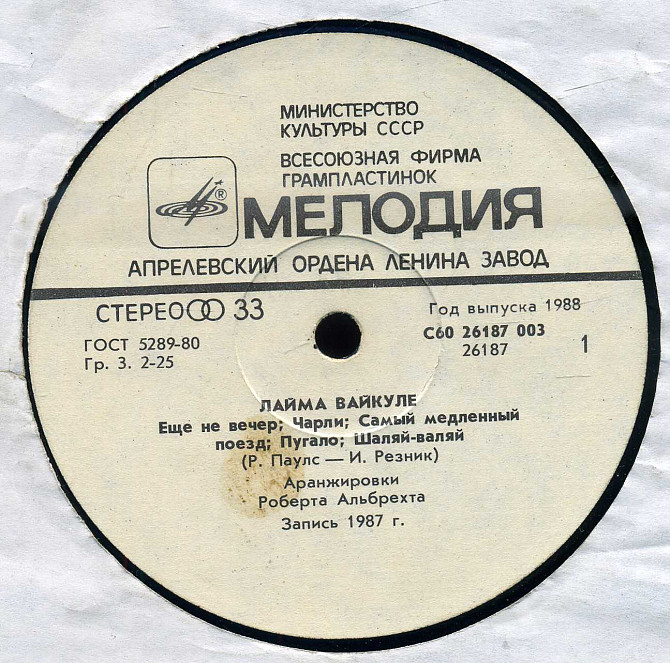 МИНИСТЕРСТВО
КУЛЬТУРЫ СССР
ВСЕСОЮЗНАЯ ФИРМА
ГРАМПЛАСТИНОК
®
МЕЛОДИЯ
АПРЕЛЕВСКИЙ ОРДЕНА ЛЕНИНА ЗАВОД
СТЕРЕО 33
Год выпуска 1988
ГОСТ 5289-80
С60 26187 003
Гр. 3. 2-25
26187
1
ЛАЙМА ВАЙКУЛЕ
Еще не вечер; Чарли; Самый медленный
поезд; Пугало; Шаляй-валяй
(Р. Паулс — И. Резник)
Аранжировки
Роберта Альбрехта
Запись 1987 г.